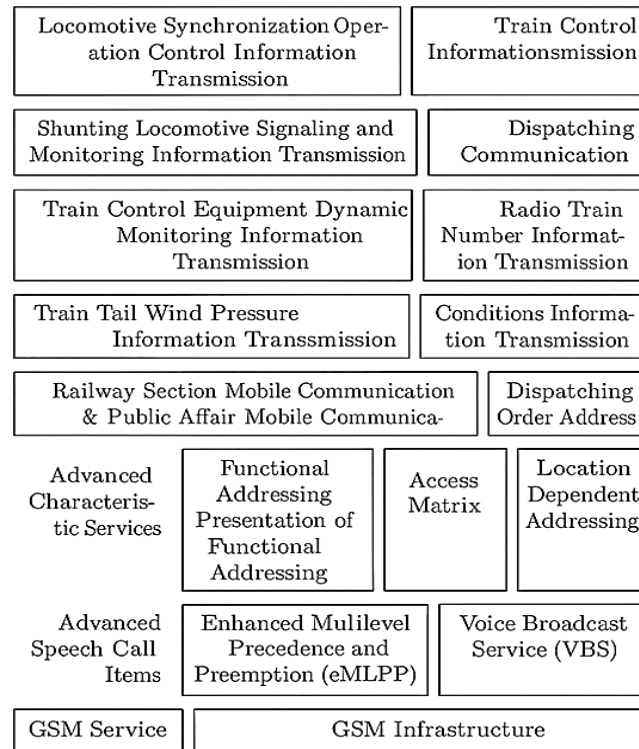 Locomotive Synchronization Oper-
ation Control Information
Transmission
Train Control
Informationsmission
Shunting Locomotive Signaling and
Monitoring Information Transmission
Dispatching
Communication
Train Control Equipment Dynamic
Monitoring Information
Transmission
Radio Train
Number Informat-
ion Transmission
Train Tail Wind Pressure
Information Transsmission
Conditions Informa-
tion Transmission
Railway Section Mobile Communication
& Public Affair Mobile Communica-
Dispatching
Order Address
Advanced
Characteris-
tic Services
Functional
Addressing
Presentation of
Functional
Addressing
Access
Matrix
Location
Dependent
Addressing
Advanced
Speech Call
Items
Enhanced Mulilevel
Precedence and
Preemption (eMLPP)
Voice Broadcast
Service (VBS)
GSM Service
GSM Infrastructure